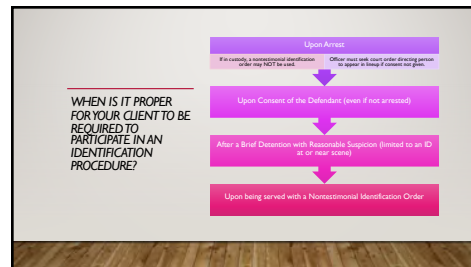 WHEN IS IT PROPER
FOR YOUR CLIENT TO BE
REQUIRED TO
PARTICIPATE IN AN
IDENTIFICATION
PROCEDURE?
Upon Arrest
If in custody, a nontestimonial identification
order may NOT be used.
Officer must seek court order directing person
to appear in lineup if consent not given.
Upon Consent of the Defendant (even if not arrested)
After a Brief Detention with Reasonable Suspicion (limited to an ID
at or near scene)
Upon being served with a Nontestimonial Identification Order